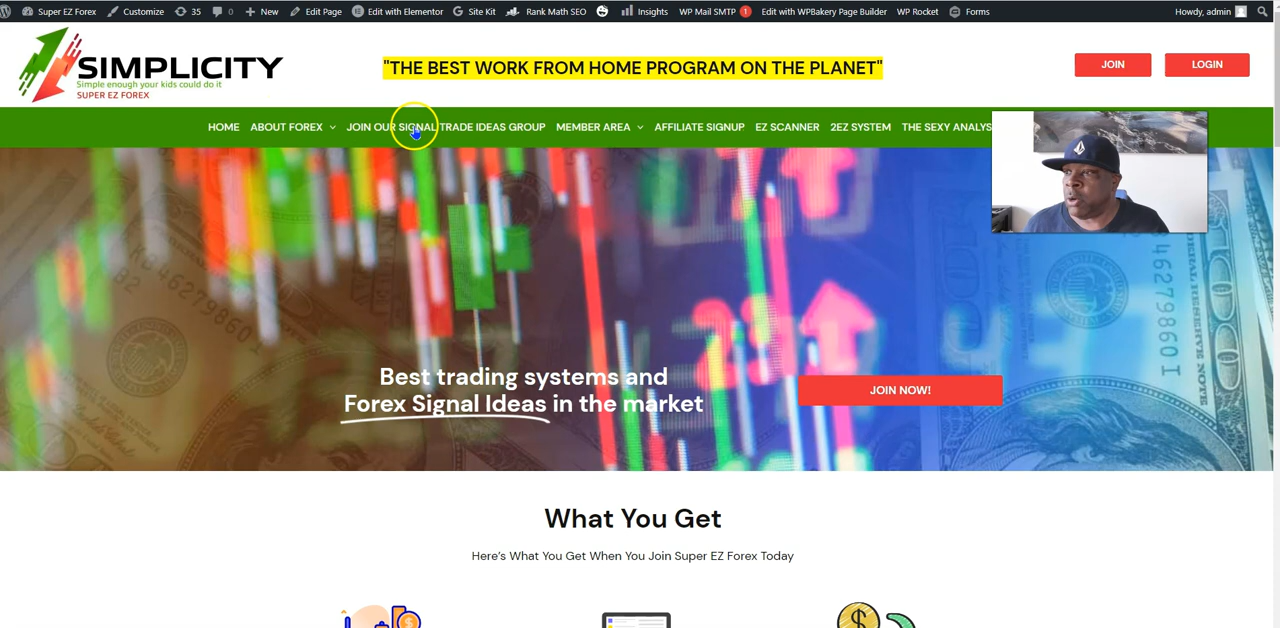 Super EZ Forex Customize 35 0 New Edit Page Edit with Elementor Site Kit Rank Math SEO Insights WP Mail SMTP 1 Edit with WPBakery Page Builder WP Rocket Forms Howdy, admin
SIMPLICITY
Simple enough your kids could do it
SUPER EZ FOREX
"THE BEST WORK FROM HOME PROGRAM ON THE PLANET"
JOIN LOGIN
HOME ABOUT FOREX JOIN OUR SIGNAL TRADE IDEAS GROUP MEMBER AREA AFFILIATE SIGNUP EZ SCANNER 2EZ SYSTEM THE SEXY ANALYS
Best trading systems and
Forex Signal Ideas in the market
JOIN NOW!
What You Get
Here's What You Get When You Join Super EZ Forex Today